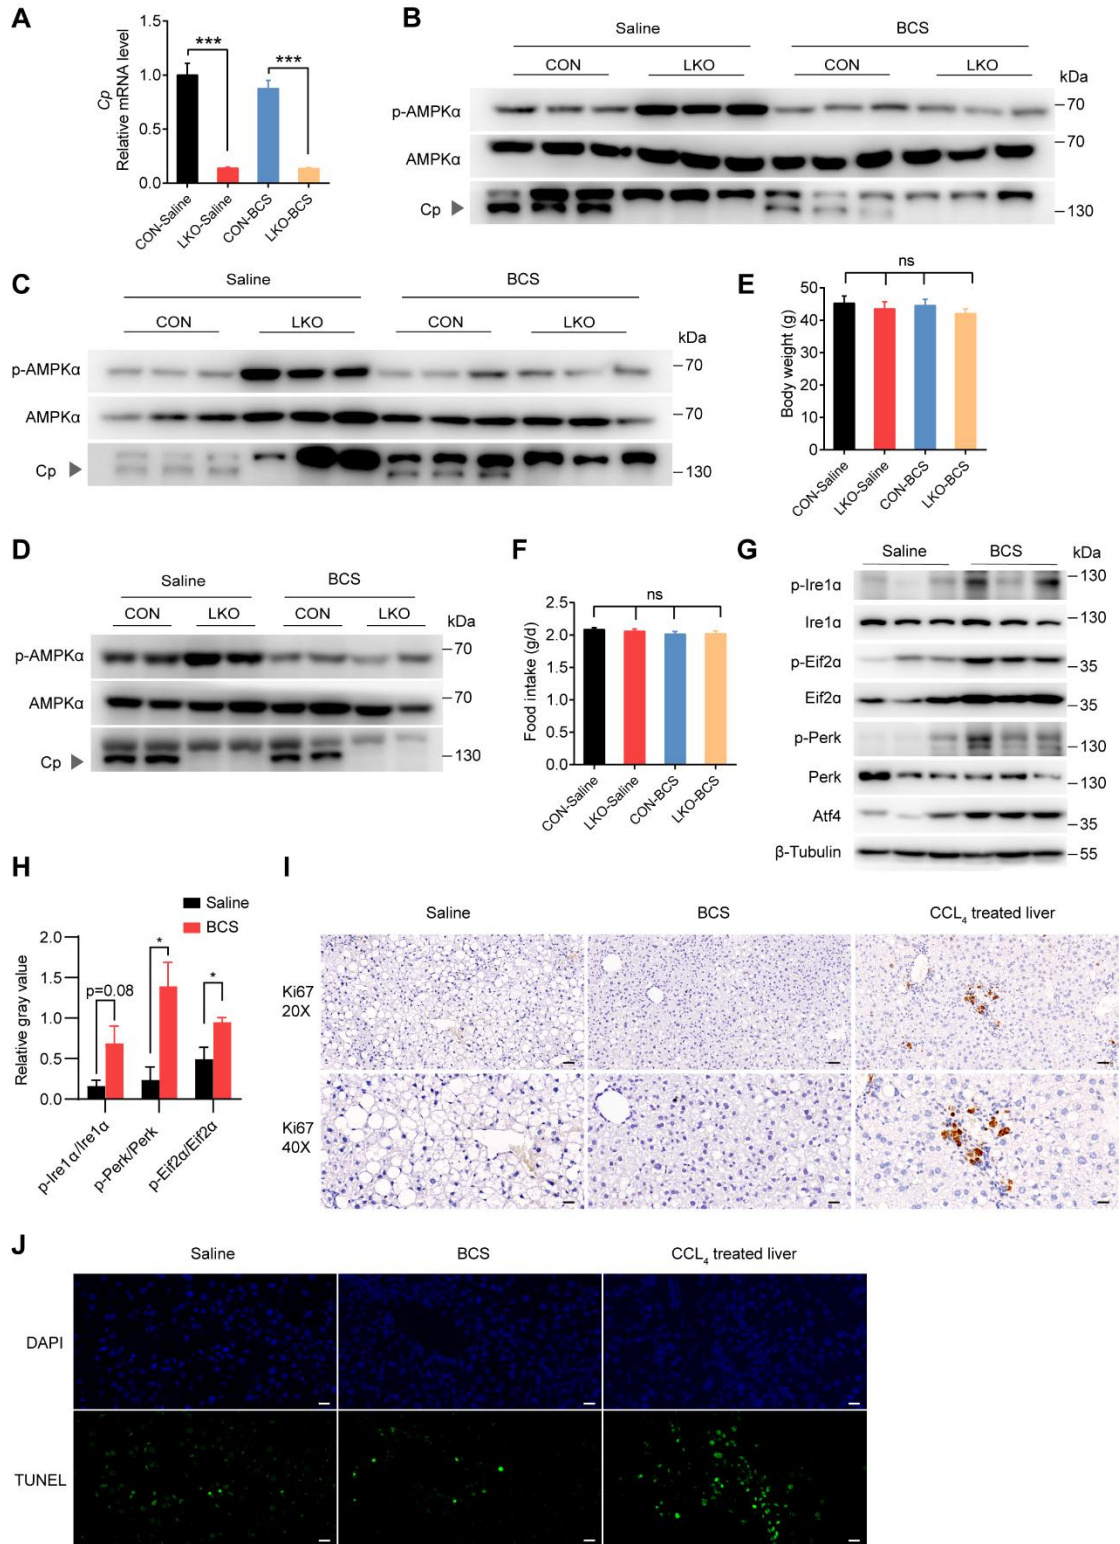 A
Cp
Relative mRNA level
1.5
1.0
0.5
0.0
***
***
CON-Saline
LKO-Saline
CON-BCS
LKO-BCS
B
Saline
BCS
CON
LKO
CON
LKO
kDa
p-AMPKα
70
AMPKα
70
Cp
130
C
Saline
BCS
CON
LKO
CON
LKO
kDa
p-AMPKα
70
AMPKα
70
Cp
130
E
Body weight (g)
50
40
30
20
10
0
ns
CON-Saline
LKO-Saline
CON-BCS
LKO-BCS
D
Saline
BCS
CON
LKO
CON
LKO
kDa
p-AMPKα
70
AMPKα
70
Cp
130
F
Food intake (g/d)
2.5
2.0
1.5
1.0
0.5
0.0
ns
CON-Saline
LKO-Saline
CON-BCS
LKO-BCS
G
Saline
BCS
kDa
p-Ire1α
130
Ire1α
130
p-Eif2α
35
Eif2α
35
p-Perk
130
Perk
130
Atf4
35
β-Tubulin
55
H
Saline
BCS
Relative gray value
2.0
1.5
1.0
0.5
0.0
p=0.08
*
*
p-Ire1α/Ire1α
p-Perk/Perk
p-Eif2α/Eif2α
I
Saline
BCS
CCL₄ treated liver
Ki67
20X
Ki67
40X
J
Saline
BCS
CCL₄ treated liver
DAPI
TUNEL